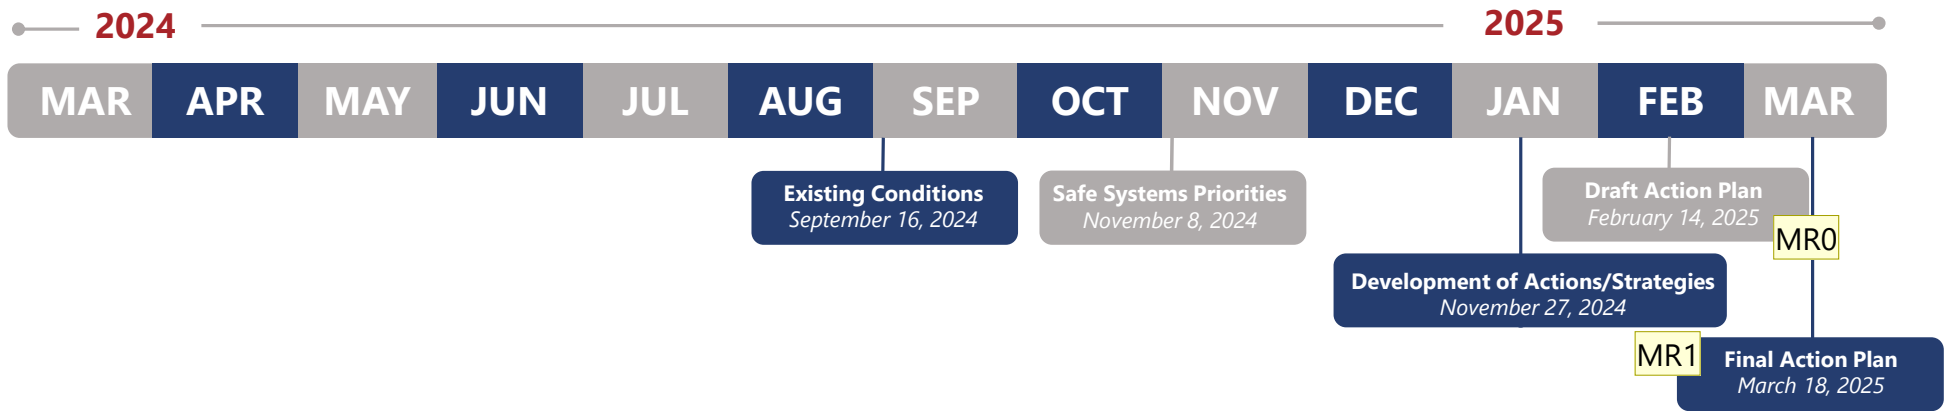 2024
2025
MAR APR MAY JUN JUL AUG SEP OCT NOV DEC JAN FEB MAR
Existing Conditions
September 16, 2024
Safe Systems Priorities
November 8, 2024
Draft Action Plan
February 14, 2025
MR0
Development of Actions/Strategies
November 27, 2024
MR1
Final Action Plan
March 18, 2025